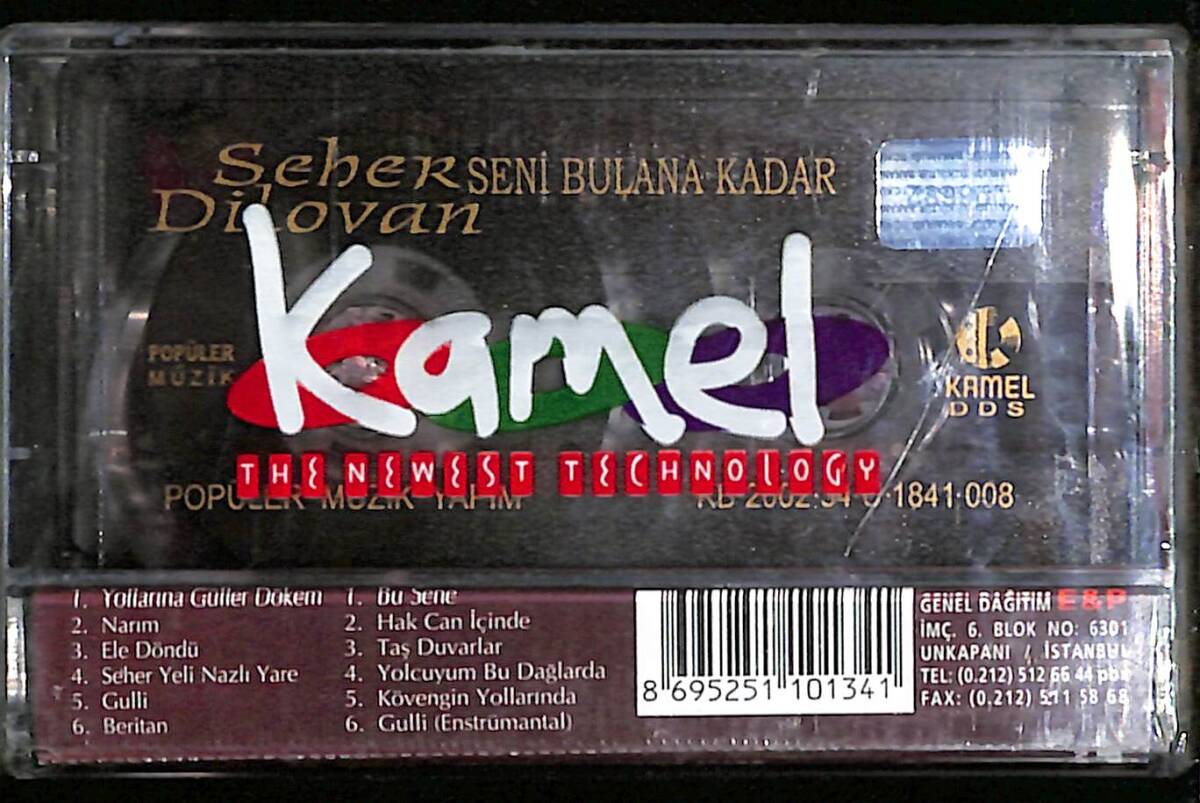 Seher
Dilovan
SENİ BULANA KADAR
Kamel
POPÜLER
MÜZİK
KAMEL
DDS
THE NEWEST TECHNOLOGY
POPÜLER MÜZİK YAPIM
1841·008
1. Yollarına Güller Dökem
2. Narım
3. Ele Döndü
4. Seher Yeli Nazlı Yare
5. Gulli
6. Beritan
1. Bu Sene
2. Hak Can İçinde
3. Taş Duvarlar
4. Yolcuyum Bu Dağlarda
5. Kövengin Yollarında
6. Gulli (Enstrümantal)
8 695251 101341
GENEL DAĞITIM E&P
İMÇ. 6. BLOK NO: 6301
UNKAPANI / İSTANBUL
TEL: (0.212) 512 66 44 pbx
FAX: (0.212) 511 58 68